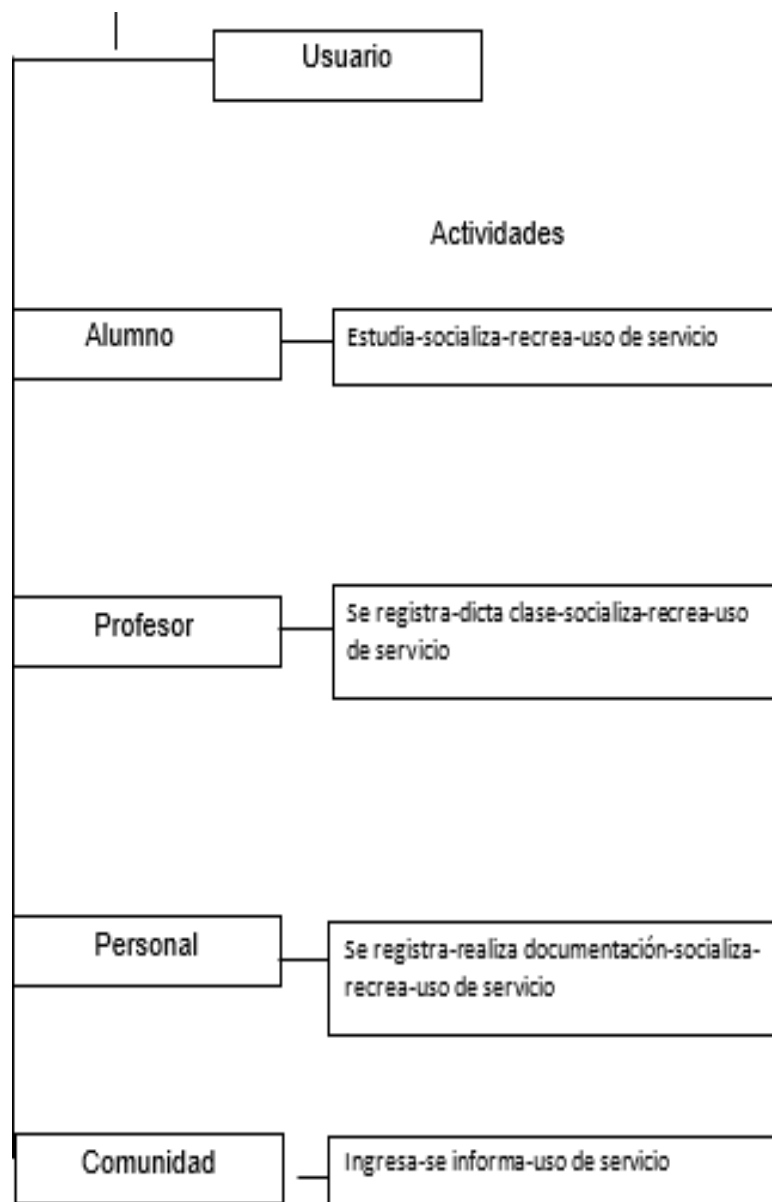 Usuario
Actividades
Alumno
Estudia-socializa-recrea-uso de servicio
Profesor
Se registra-dicta clase-socializa-recrea-uso
de servicio
Personal
Se registra-realiza documentación-socializa-
recrea-uso de servicio
Comunidad
Ingresa-se informa-uso de servicio